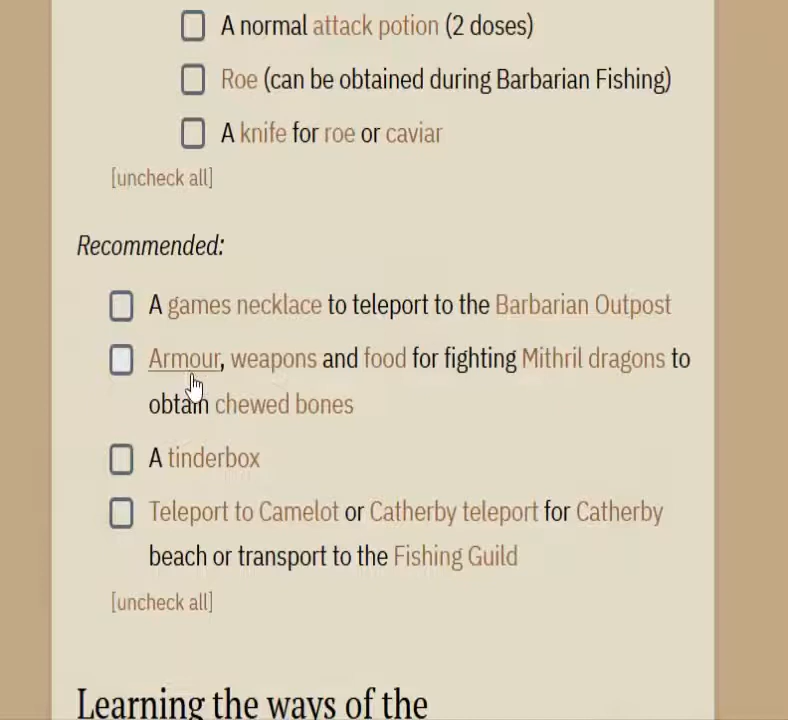 A normal attack potion (2 doses)
Roe (can be obtained during Barbarian Fishing)
A knife for roe or caviar
[uncheck all]
Recommended:
A games necklace to teleport to the Barbarian Outpost
Armour, weapons and food for fighting Mithril dragons to
obtain chewed bones
A tinderbox
Teleport to Camelot or Catherby teleport for Catherby
beach or transport to the Fishing Guild
[uncheck all]
Learning the ways of the